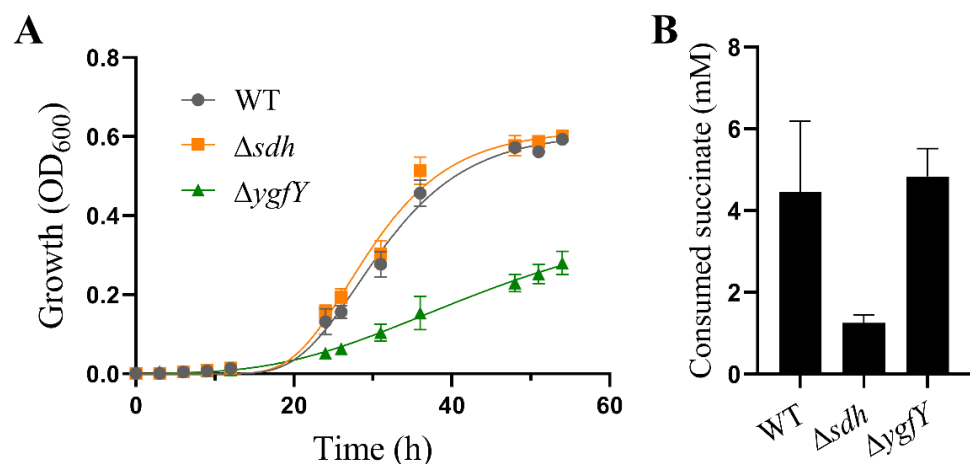 A
Growth (OD₆₀₀)
0.8
0.6
0.4
0.2
0.0
WT
Δsdh
ΔygfY
0 20 40 60
Time (h)
B
Consumed succinate (mM)
8
6
4
2
0
WT Δsdh ΔygfY